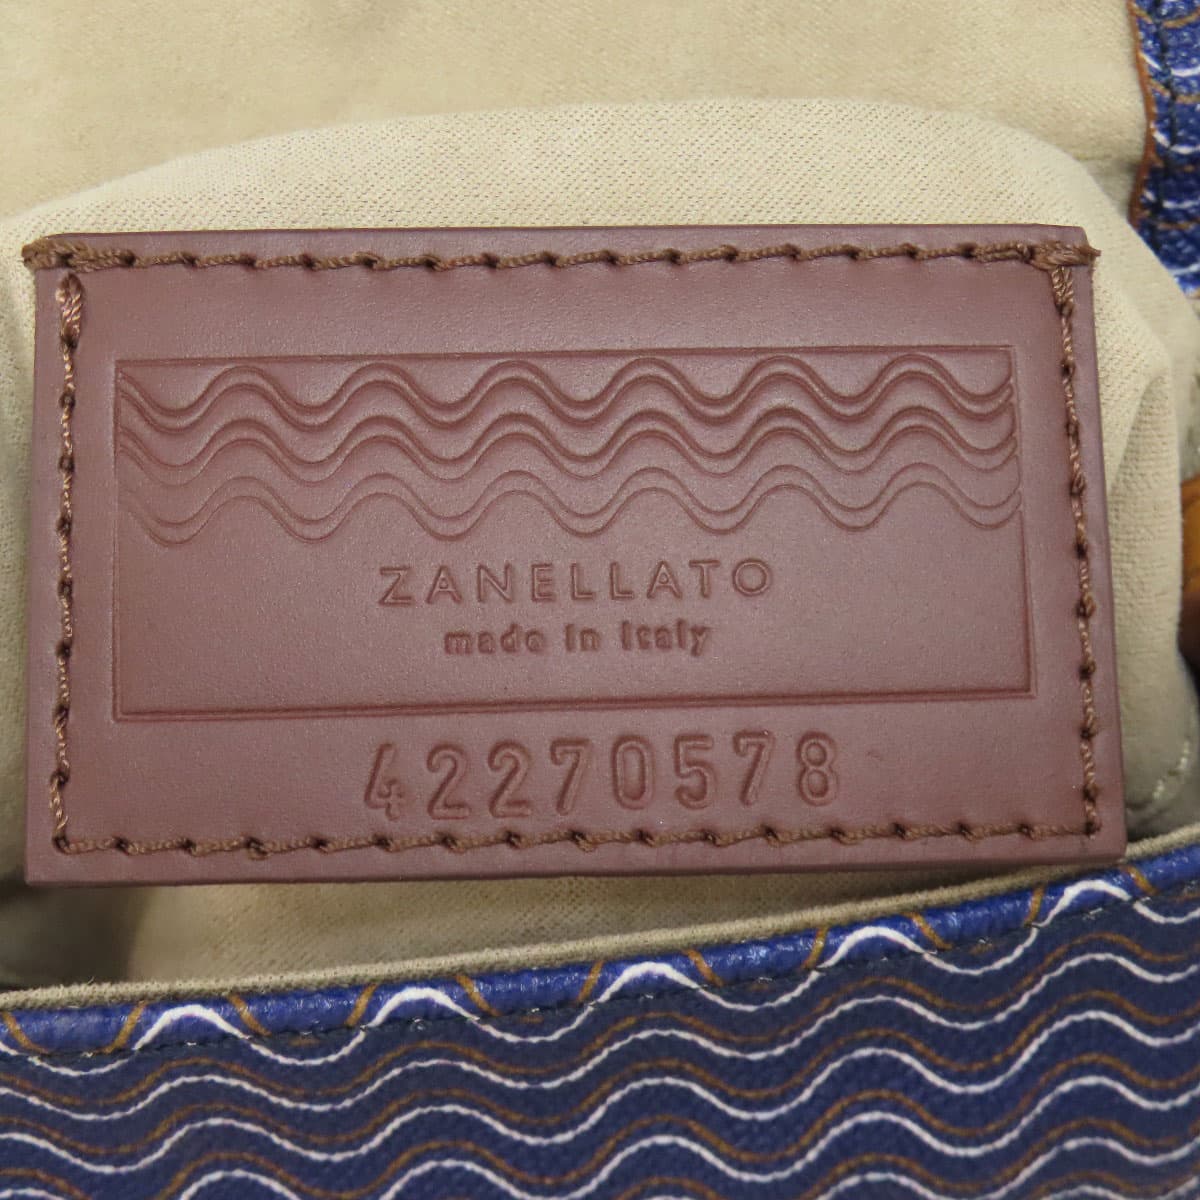 ZANELLATO
made in Italy
42270578